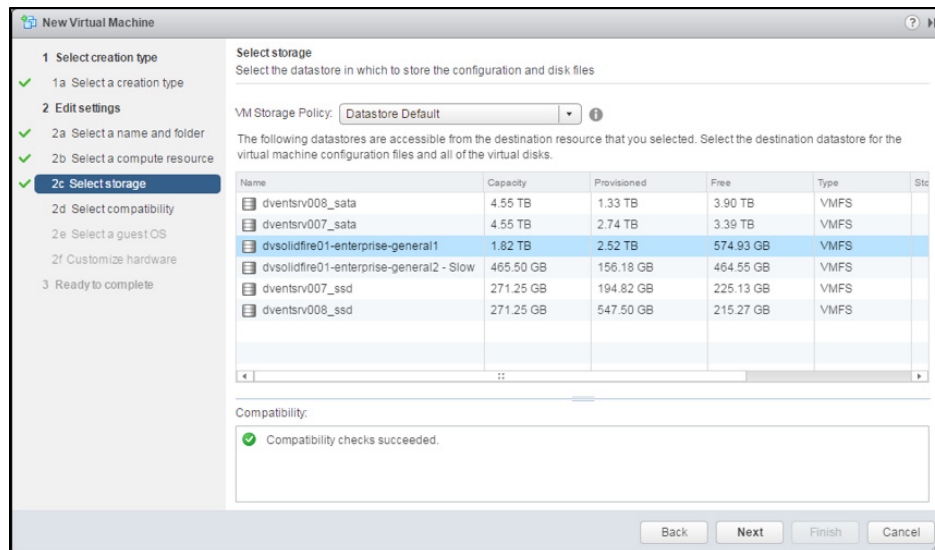 New Virtual Machine
?
1 Select creation type
1a Select a creation type
2 Edit settings
2a Select a name and folder
2b Select a compute resource
2c Select storage
2d Select compatibility
2e Select a guest OS
2f Customize hardware
3 Ready to complete
Select storage
Select the datastore in which to store the configuration and disk files
VM Storage Policy: Datastore Default
The following datastores are accessible from the destination resource that you selected. Select the destination datastore for the
virtual machine configuration files and all of the virtual disks.
Name Capacity Provisioned Free Type Stc
dventsrv008_sata 4.55 TB 1.33 TB 3.90 TB VMFS
dventsrv007_sata 4.55 TB 2.74 TB 3.39 TB VMFS
dvsolidfire01-enterprise-general1 1.82 TB 2.52 TB 574.93 GB VMFS
dvsolidfire01-enterprise-general2 - Slow 465.50 GB 156.18 GB 464.55 GB VMFS
dventsrv007_ssd 271.25 GB 194.82 GB 225.13 GB VMFS
dventsrv008_ssd 271.25 GB 547.50 GB 215.27 GB VMFS
Compatibility:
Compatibility checks succeeded.
Back Next Finish Cancel